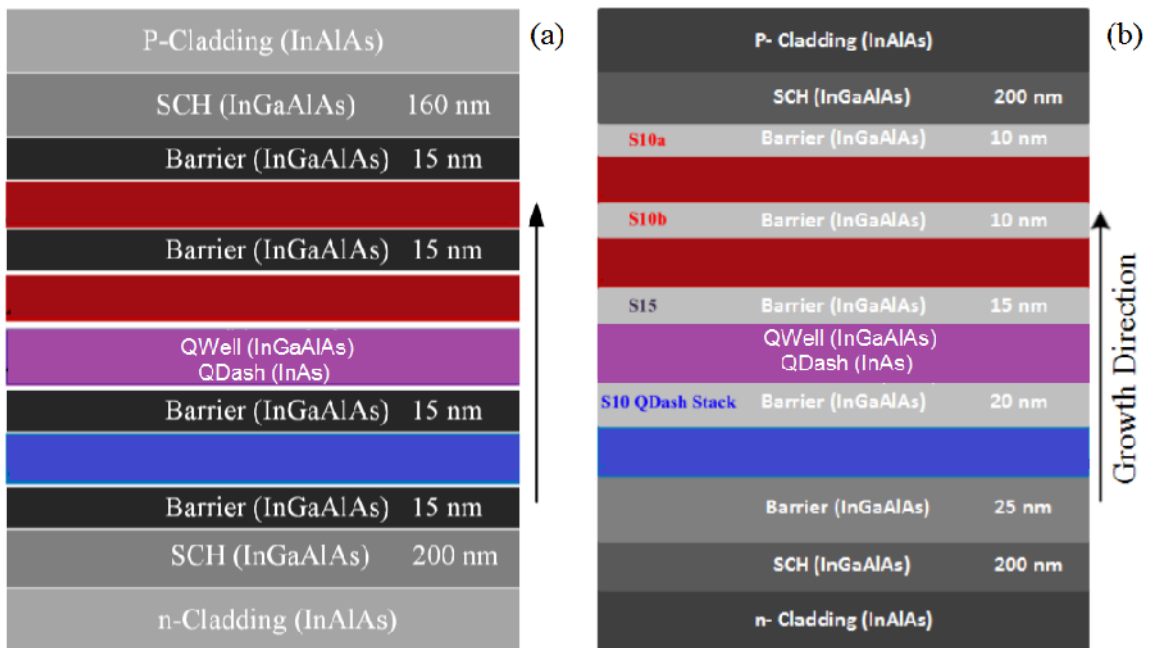 (a)
P-Cladding (InAlAs)
SCH (InGaAlAs) 160 nm
Barrier (InGaAlAs) 15 nm
Barrier (InGaAlAs) 15 nm
QWell (InGaAlAs)
QDash (InAs)
Barrier (InGaAlAs) 15 nm
Barrier (InGaAlAs) 15 nm
SCH (InGaAlAs) 200 nm
n-Cladding (InAlAs)
(b)
P- Cladding (InAlAs)
SCH (InGaAlAs) 200 nm
S10a Barrier (InGaAlAs) 10 nm
S10b Barrier (InGaAlAs) 10 nm
S15 Barrier (InGaAlAs) 15 nm
QWell (InGaAlAs)
QDash (InAs)
S10 QDash Stack Barrier (InGaAlAs) 20 nm
Barrier (InGaAlAs) 25 nm
SCH (InGaAlAs) 200 nm
n- Cladding (InAlAs)
Growth Direction